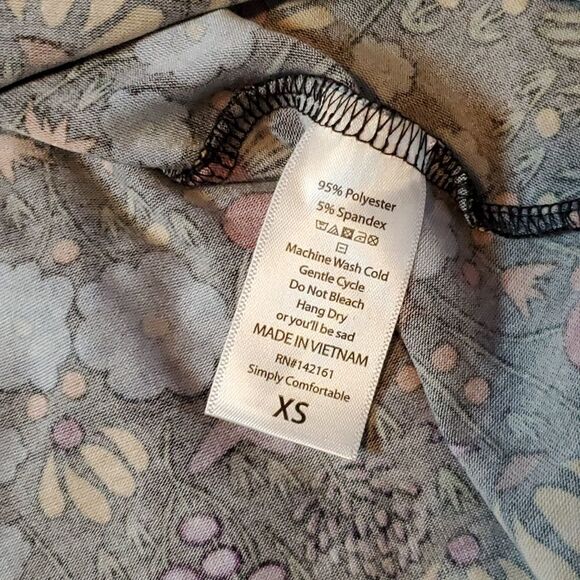 95% Polyester
5% Spandex
Machine Wash Cold
Gentle Cycle
Do Not Bleach
Hang Dry
or you'll be sad
MADE IN VIETNAM
RN#142161
Simply Comfortable
XS